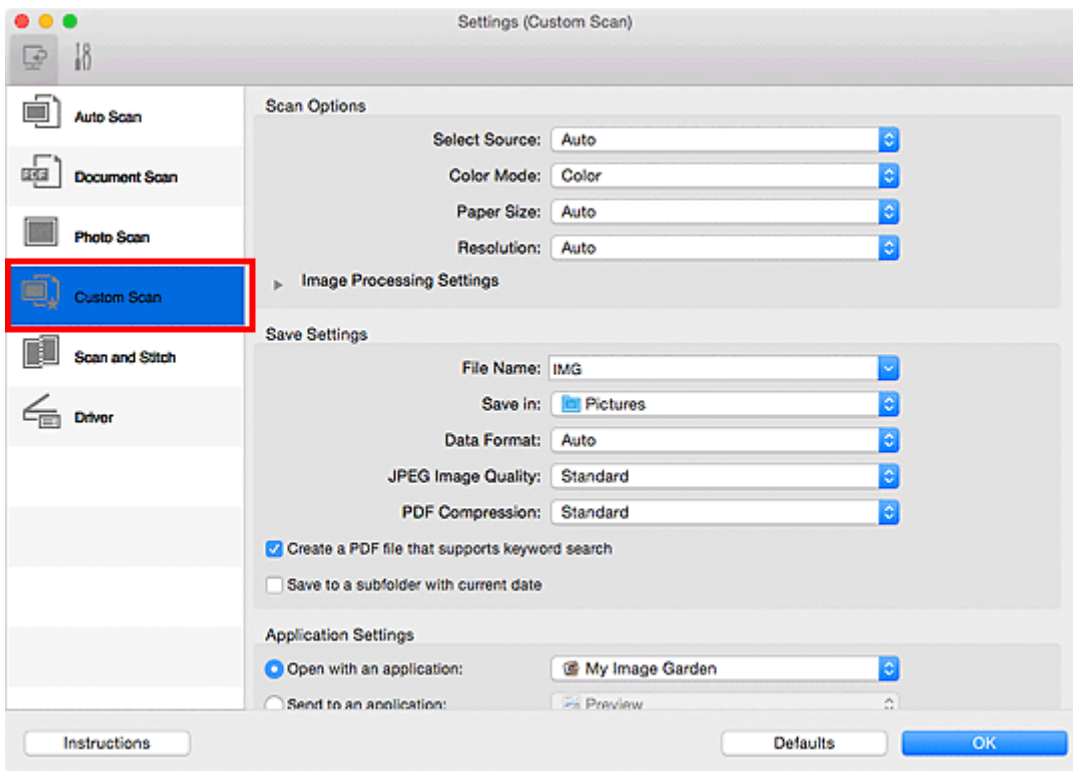 Settings (Custom Scan)
Auto Scan
PDF
Document Scan
Photo Scan
Custom Scan
Scan and Stitch
Driver
Scan Options
Select Source: Auto
Color Mode: Color
Paper Size: Auto
Resolution: Auto
Image Processing Settings
Save Settings
File Name: IMG
Save in: Pictures
Data Format: Auto
JPEG Image Quality: Standard
PDF Compression: Standard
Create a PDF file that supports keyword search
Save to a subfolder with current date
Application Settings
Open with an application: My Image Garden
Send to an application: Preview
Instructions
Defaults
OK